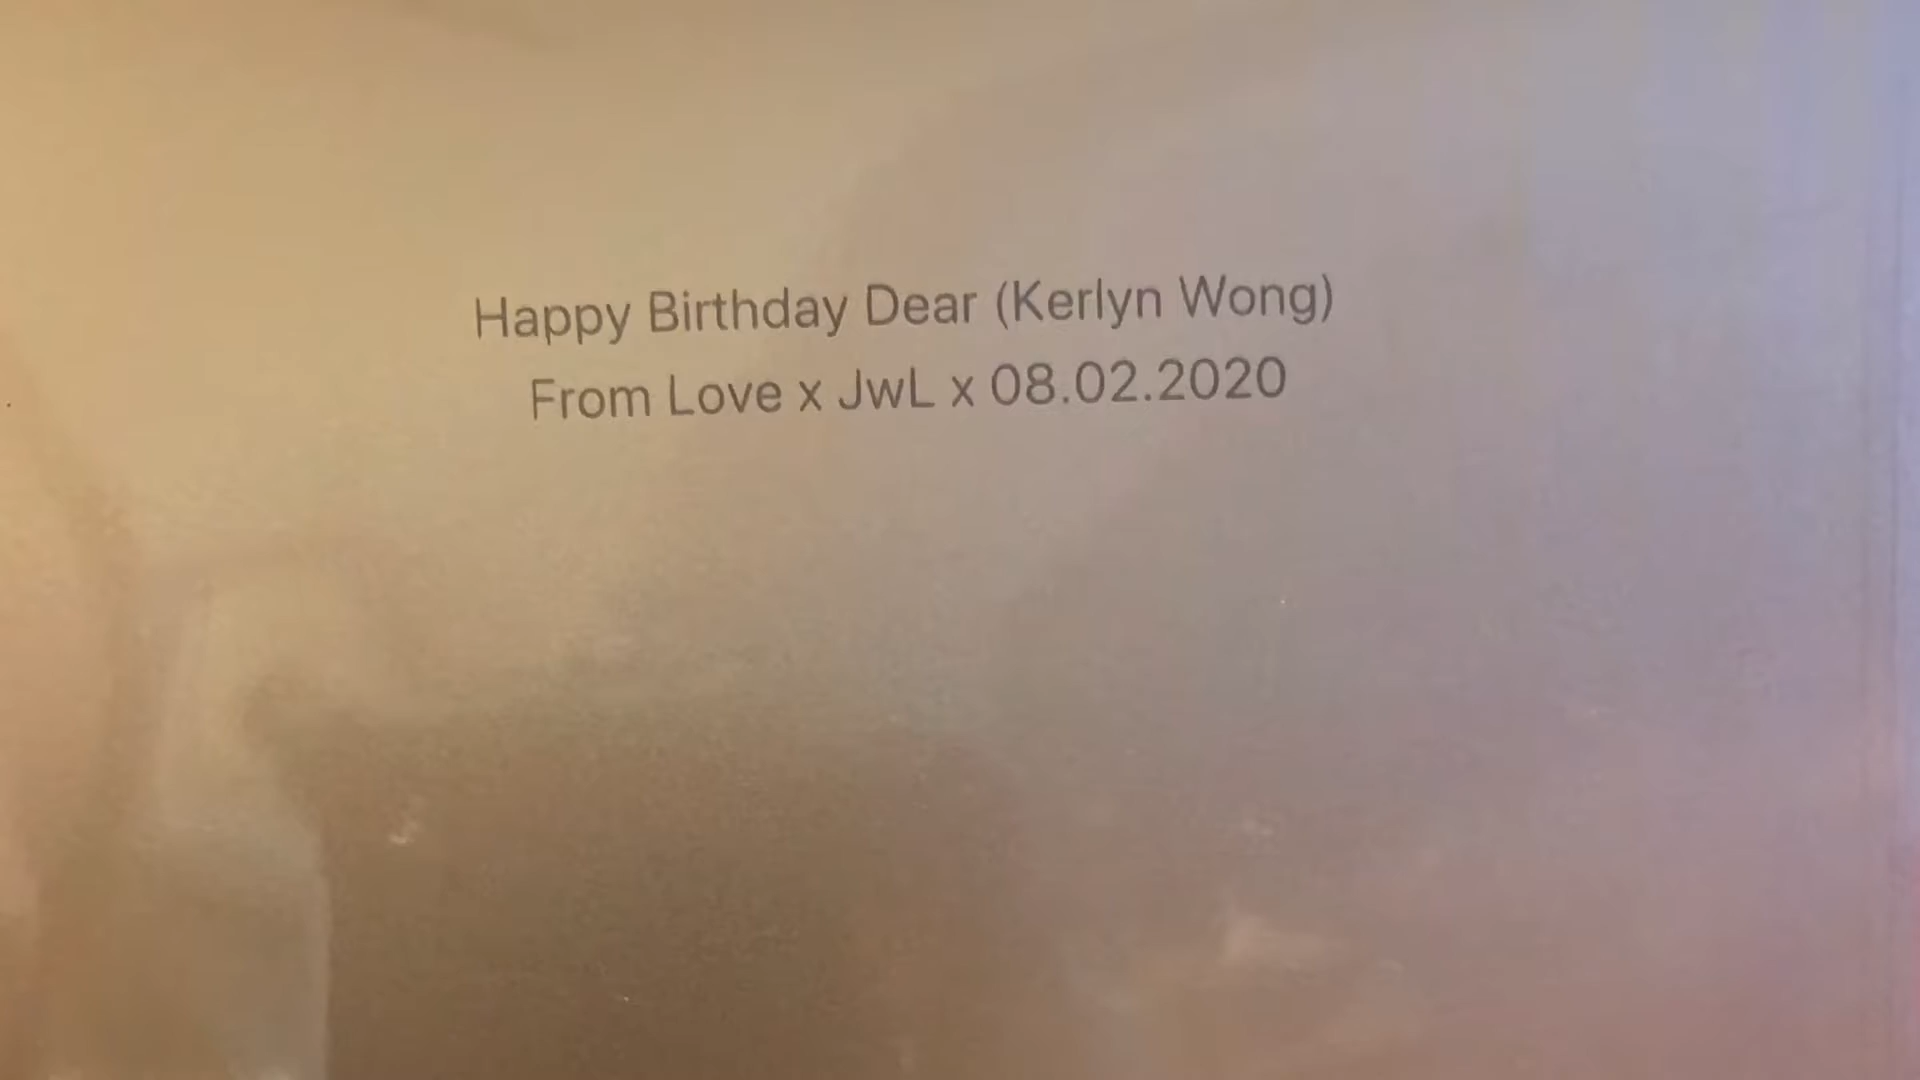 Happy Birthday Dear (Kerlyn Wong)
From Love x JwL x 08.02.2020